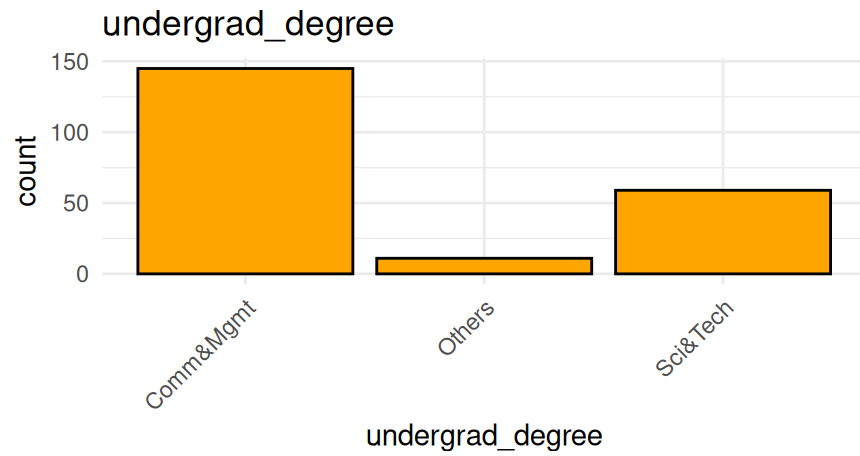 undergrad_degree
150
100
50
0
count
Comm&Mgmt
Others
Sci&Tech
undergrad_degree